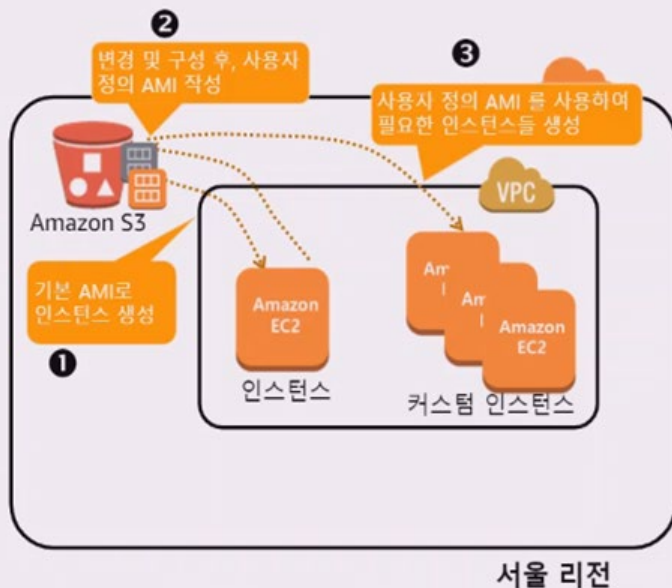 ❷
변경 및 구성 후, 사용자
정의 AMI 작성
❸
사용자 정의 AMI 를 사용하여
필요한 인스턴스들 생성
VPC
Amazon S3
기본 AMI로
인스턴스 생성
❶
Amazon
EC2
인스턴스
Am
I
Am
I
Amazon
EC2
커스텀 인스턴스
서울 리전